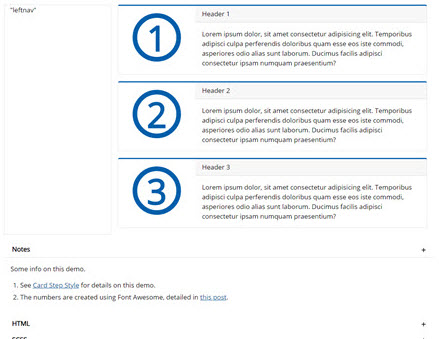 "leftnav"
1
Header 1
Lorem ipsum dolor, sit amet consectetur adipisicing elit. Temporibus
adipisci culpa perferendis doloribus quam esse eos iste commodi,
asperiores odio alias sunt laborum. Ducimus facilis adipisci
consectetur ipsam numquam praesentium?
2
Header 2
Lorem ipsum dolor, sit amet consectetur adipisicing elit. Temporibus
adipisci culpa perferendis doloribus quam esse eos iste commodi,
asperiores odio alias sunt laborum. Ducimus facilis adipisci
consectetur ipsam numquam praesentium?
3
Header 3
Lorem ipsum dolor, sit amet consectetur adipisicing elit. Temporibus
adipisci culpa perferendis doloribus quam esse eos iste commodi,
asperiores odio alias sunt laborum. Ducimus facilis adipisci
consectetur ipsam numquam praesentium?
Notes +
Some info on this demo.
1. See Card Step Style for details on this demo.
2. The numbers are created using Font Awesome, detailed in this post.
HTML +